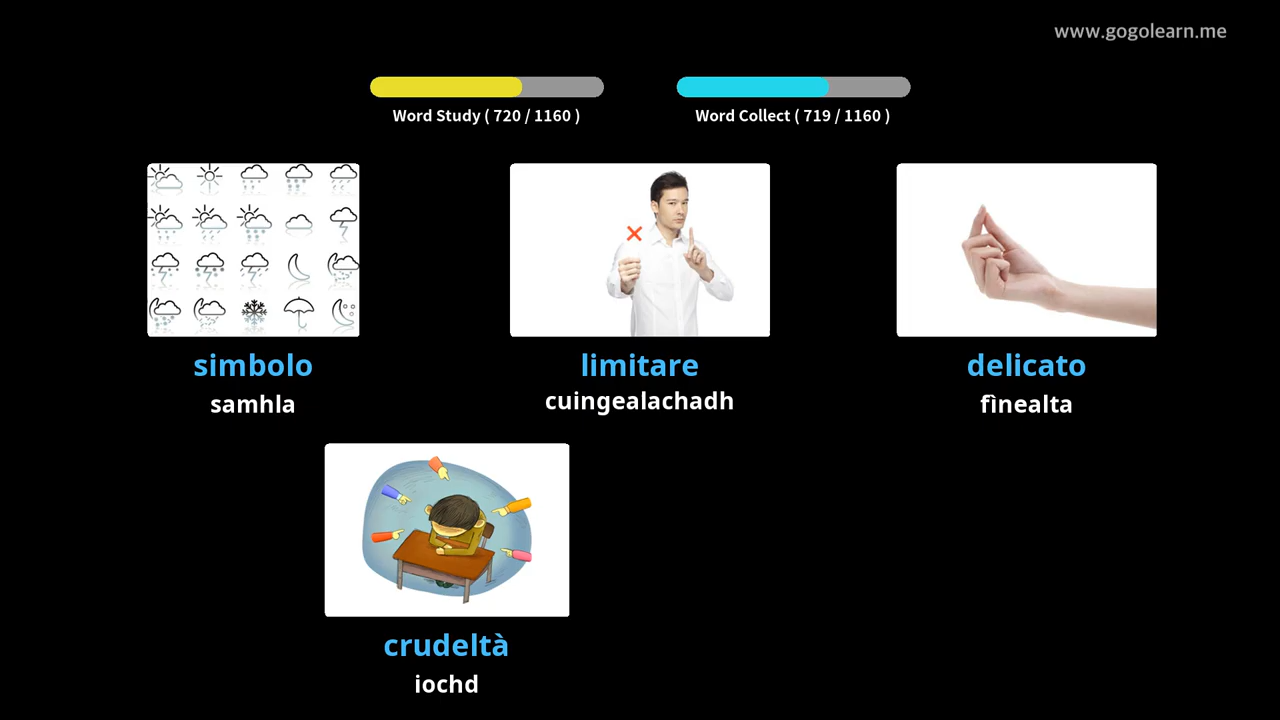 www.gogolearn.me
Word Study ( 720 / 1160 )
Word Collect ( 719 / 1160 )
simbolo
samhla
limitare
cuingealachadh
delicato
fìnealta
crudeltà
iochd